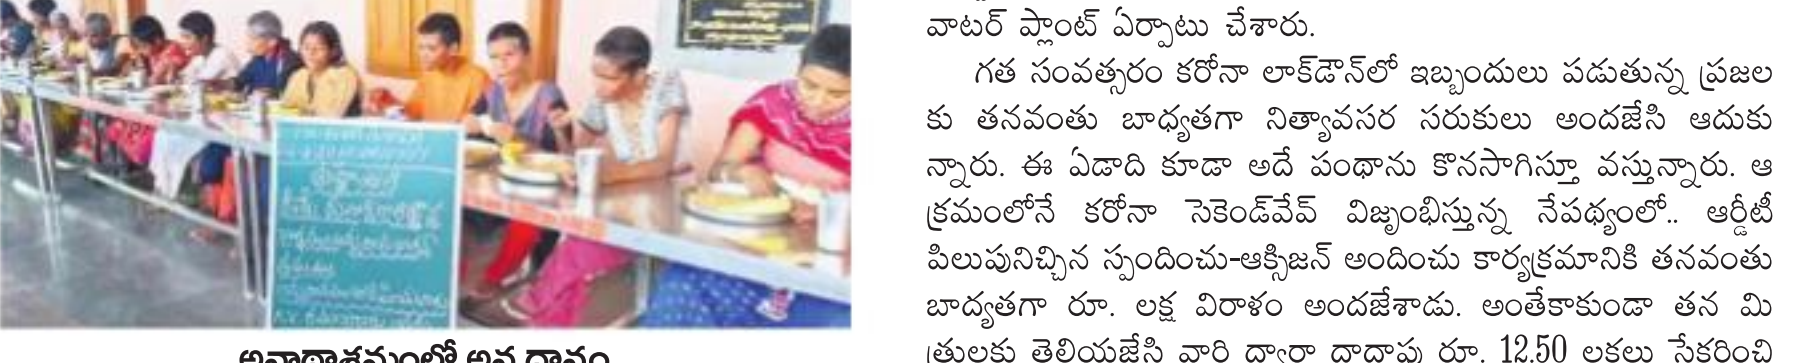 వాటర్ ప్లాంట్ ఏర్పాటు చేశారు.
గత సంవత్సరం కరోనా లాక్‌డౌన్‌లో ఇబ్బందులు పడుతున్న ప్రజల
కు తనవంతు బాధ్యతగా నిత్యావసర సరుకులు అందజేసి ఆదుకు
న్నారు. ఈ ఏడాది కూడా అదే పంథాను కొనసాగిస్తూ వస్తున్నారు. ఆ
క్రమంలోనే కరోనా సెకెండ్‌వేవ్ విజృంభిస్తున్న నేపథ్యంలో.. ఆర్డీటీ
పిలుపునిచ్చిన స్పందించు-ఆక్సిజన్ అందించు కార్యక్రమానికి తనవంతు
బాద్యతగా రూ. లక్ష విరాళం అందజేశాడు. అంతేకాకుండా తన మి
త్రులకు తెలియజేసి వారి ద్వారా దాదాపు రూ. 12.50 లకలు సేకరించి
అనాథాశ్రమంలో అన్నదానం